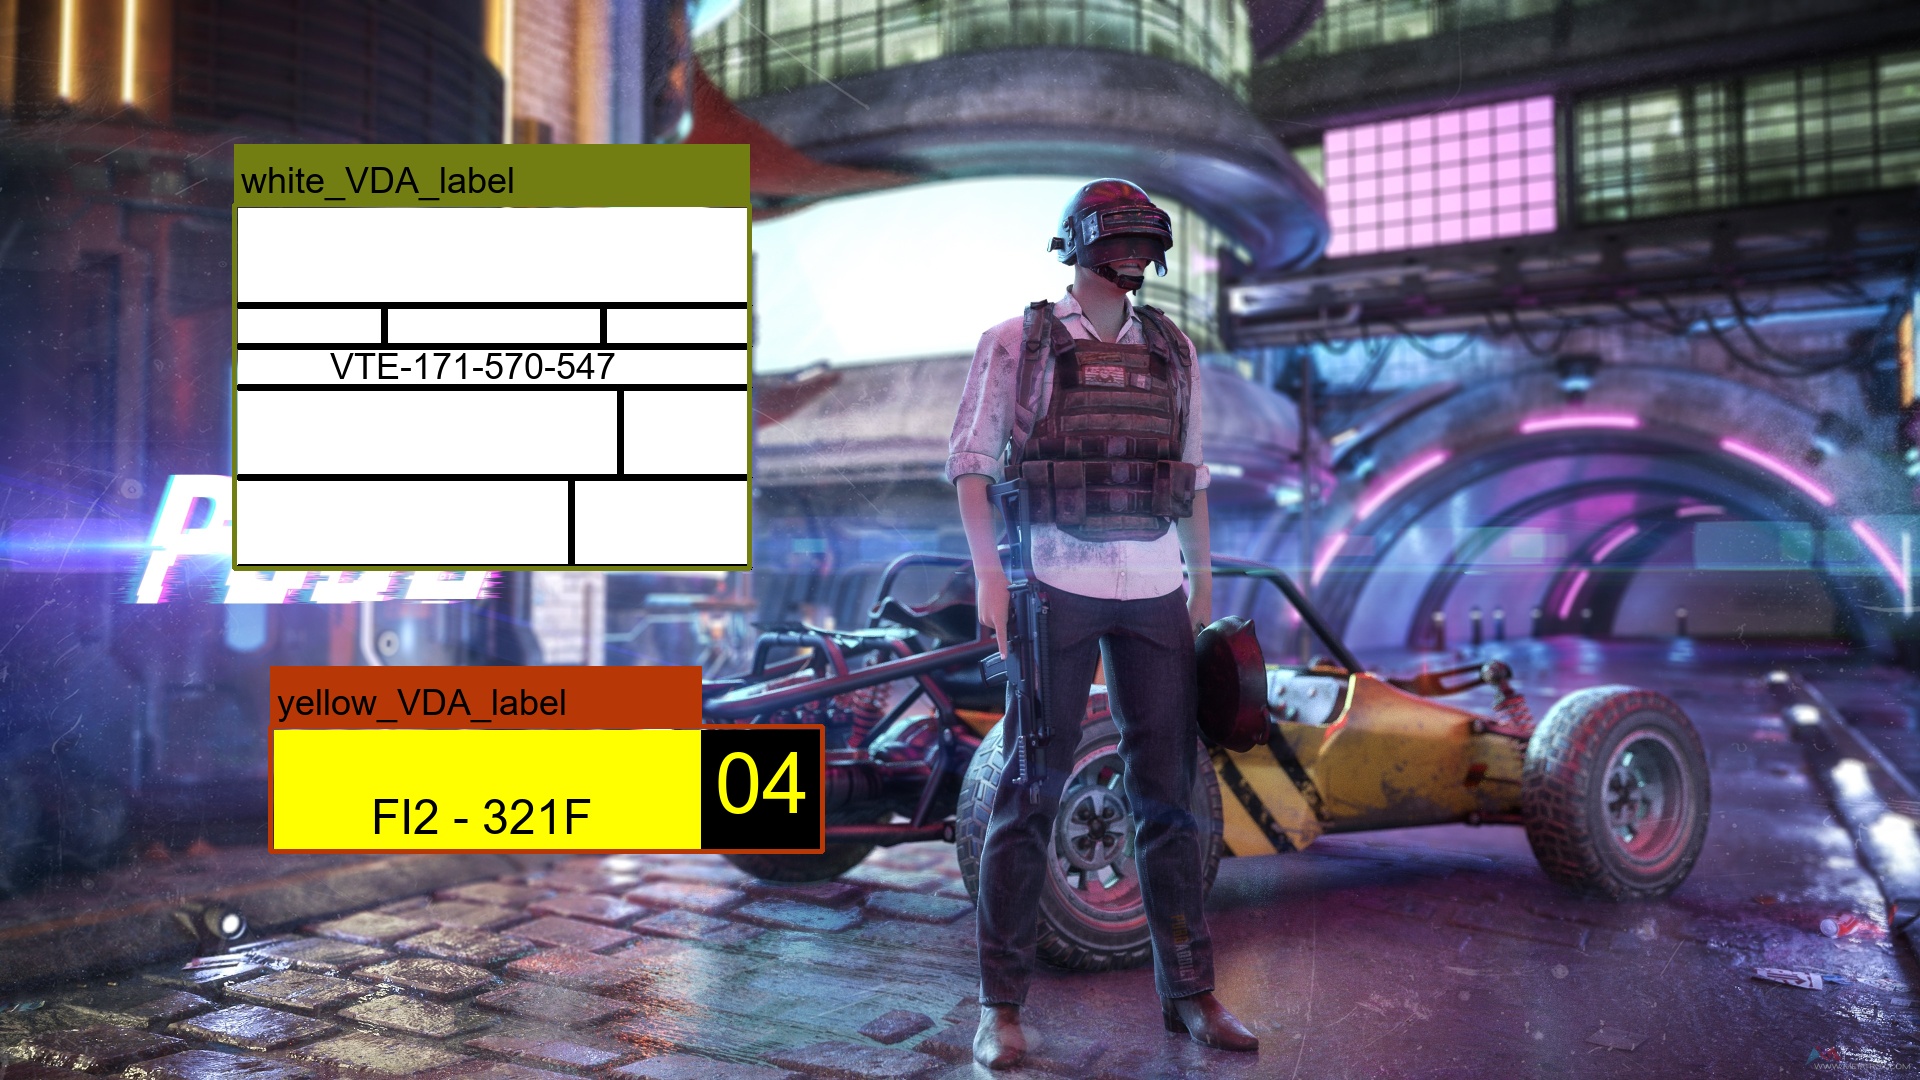 white_VDA_label
VTE-171-570-547
yellow_VDA_label
FI2 - 321F
04